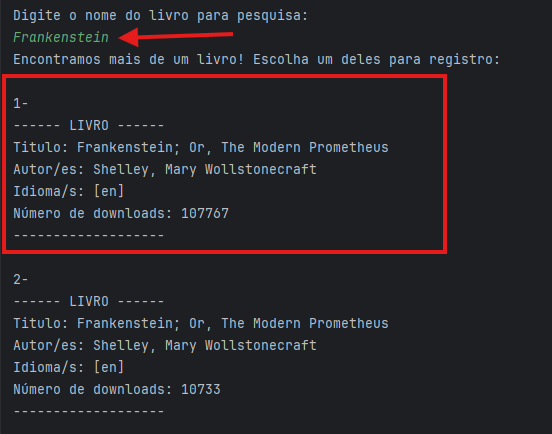 Digite o nome do livro para pesquisa:
Frankenstein
Encontramos mais de um livro! Escolha um deles para registro:
1-
------ LIVRO ------
Titulo: Frankenstein; Or, The Modern Prometheus
Autor/es: Shelley, Mary Wollstonecraft
Idioma/s: [en]
Número de downloads: 107767
-------------------
2-
------ LIVRO ------
Titulo: Frankenstein; Or, The Modern Prometheus
Autor/es: Shelley, Mary Wollstonecraft
Idioma/s: [en]
Número de downloads: 10733
-------------------